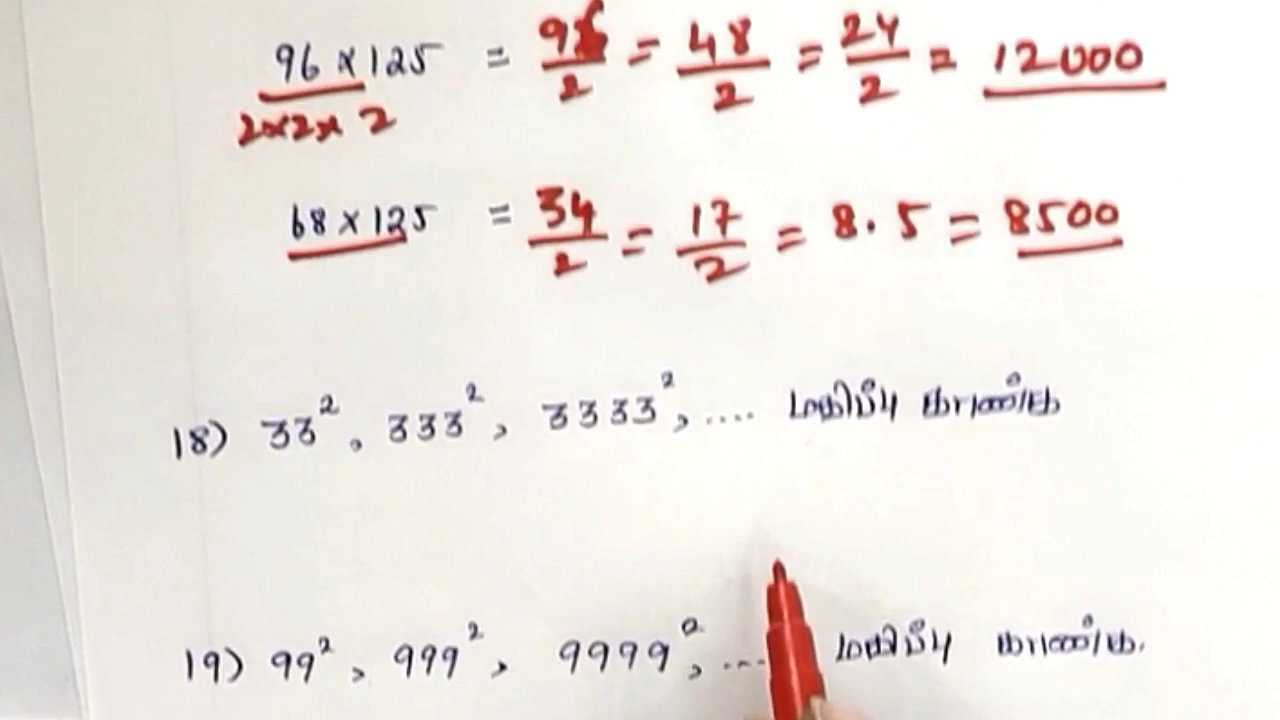 96 × 125 = 96/2 = 48/2 = 24/2 = 12000
2×2×2
68 × 125 = 34/2 = 17/2 = 8.5 = 8500
18) 33², 333², 3333², .... மதிப்பு காண்க
19) 99², 999², 9999², .... மதிப்பு காண்க.